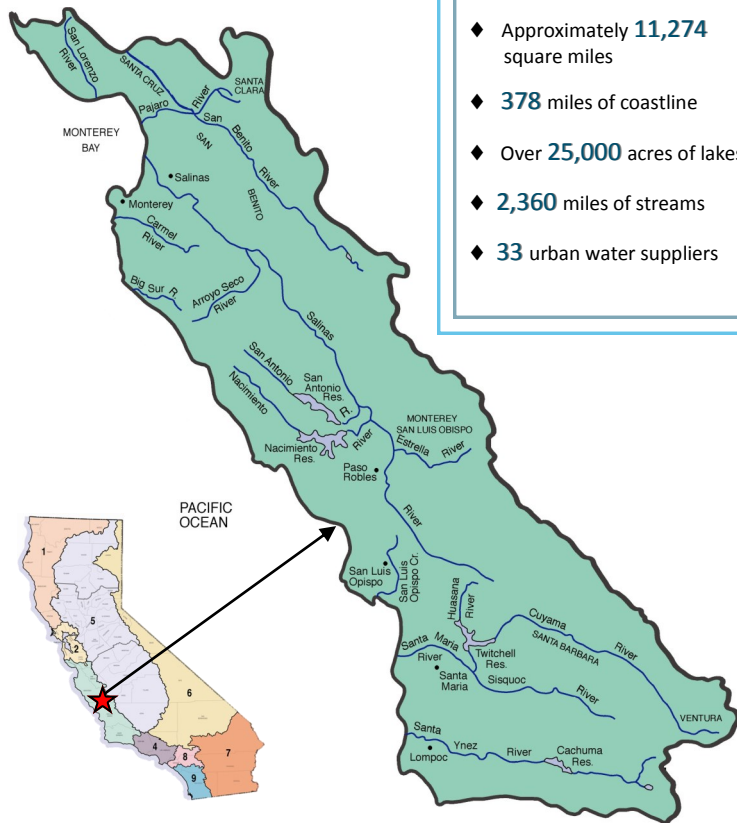 ◆ Approximately 11,274
square miles
◆ 378 miles of coastline
◆ Over 25,000 acres of lakes
◆ 2,360 miles of streams
◆ 33 urban water suppliers
San Lorenzo
River
SANTA CRUZ
SANTA
CLARA
Pajaro
River
San
Benito
River
SAN
BENITO
MONTEREY
BAY
Salinas
Monterey
Carmel
River
Big Sur R.
Arroyo Seco
River
Salinas
San Antonio
San
Antonio
Res.
R.
Nacimiento
Nacimiento
Res.
River
MONTEREY
SAN LUIS OBISPO
Estrella
River
Paso
Robles
River
PACIFIC
OCEAN
San Luis
Opispo
San Luis
Opispo Cr.
Huasana
River
Cuyama
River
SANTA BARBARA
Twitchell
Res.
Santa
Maria
River
Santa
Maria
Sisquoc
River
VENTURA
Santa
Ynez
River
Cachuma
Res.
Lompoc
1
2
5
6
4
8
7
9